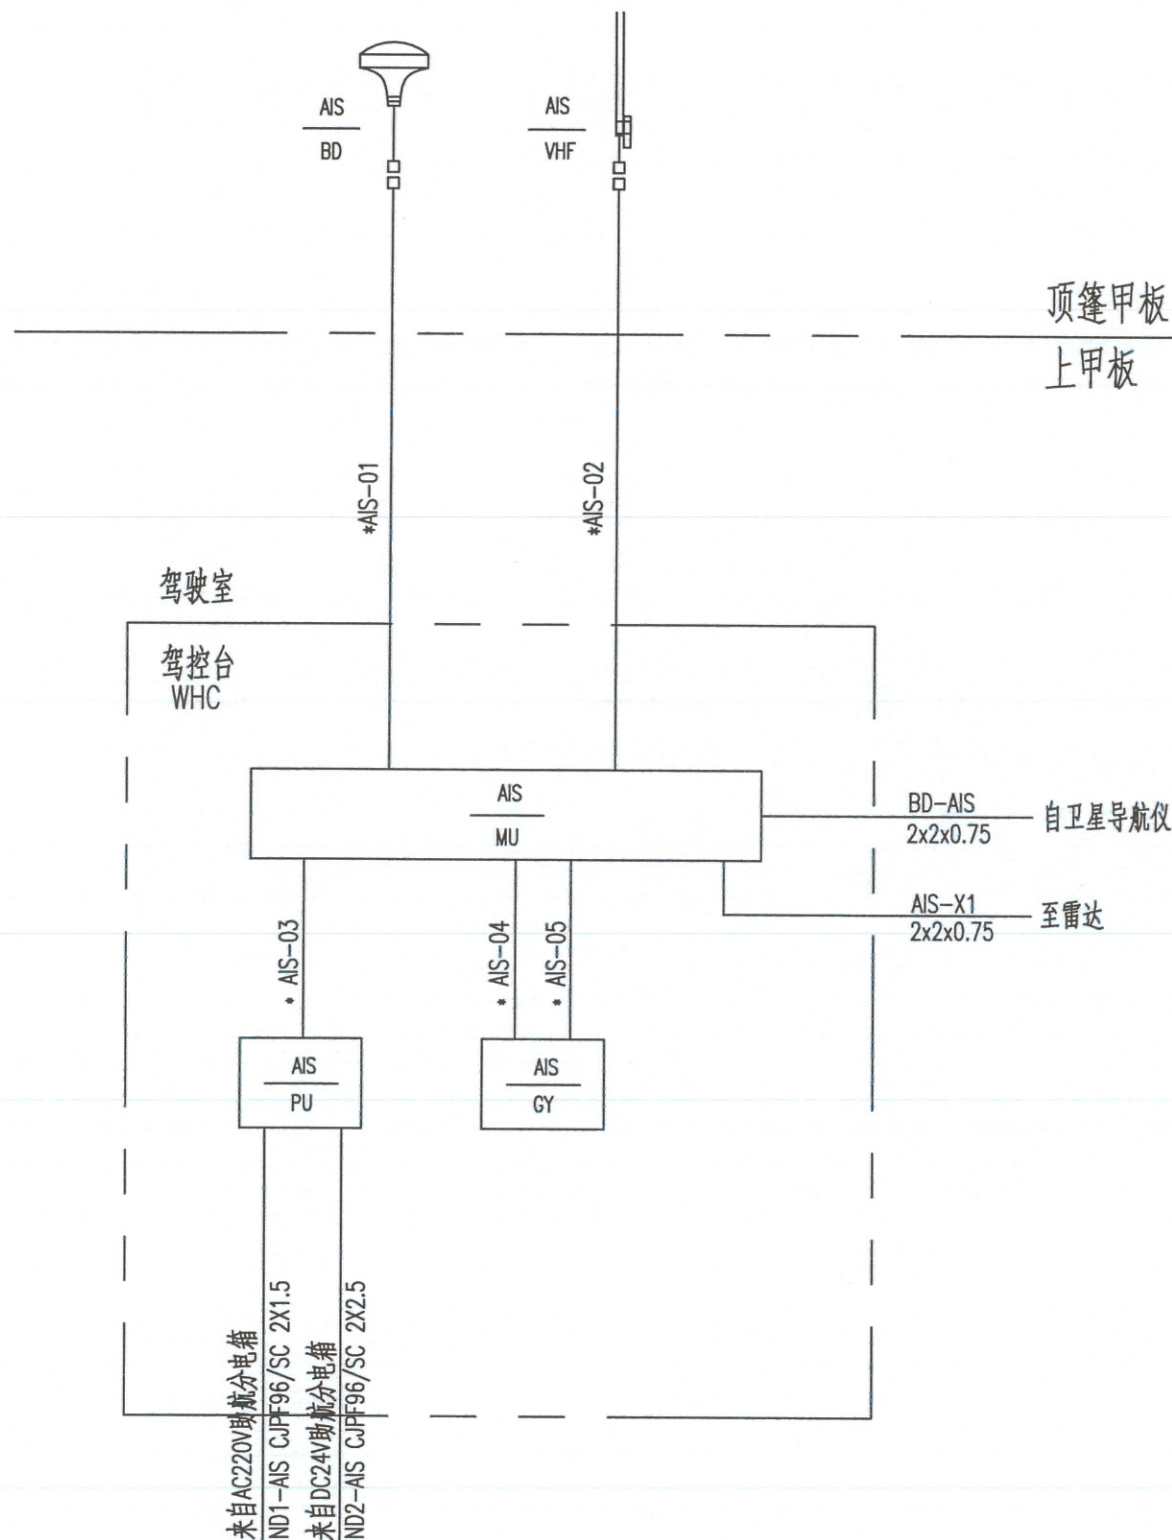 AIS
BD
AIS
VHF
顶篷甲板
上甲板
*AIS-01
*AIS-02
驾驶室
驾控台
WHC
AIS
MU
BD-AIS
2x2x0.75
自卫星导航仪
AIS-X1
2x2x0.75
至雷达
* AIS-03
* AIS-04
* AIS-05
AIS
PU
AIS
GY
来自AC220V助航分电箱
ND1-AIS CJPF96/SC 2X1.5
来自DC24V助航分电箱
ND2-AIS CJPF96/SC 2X2.5